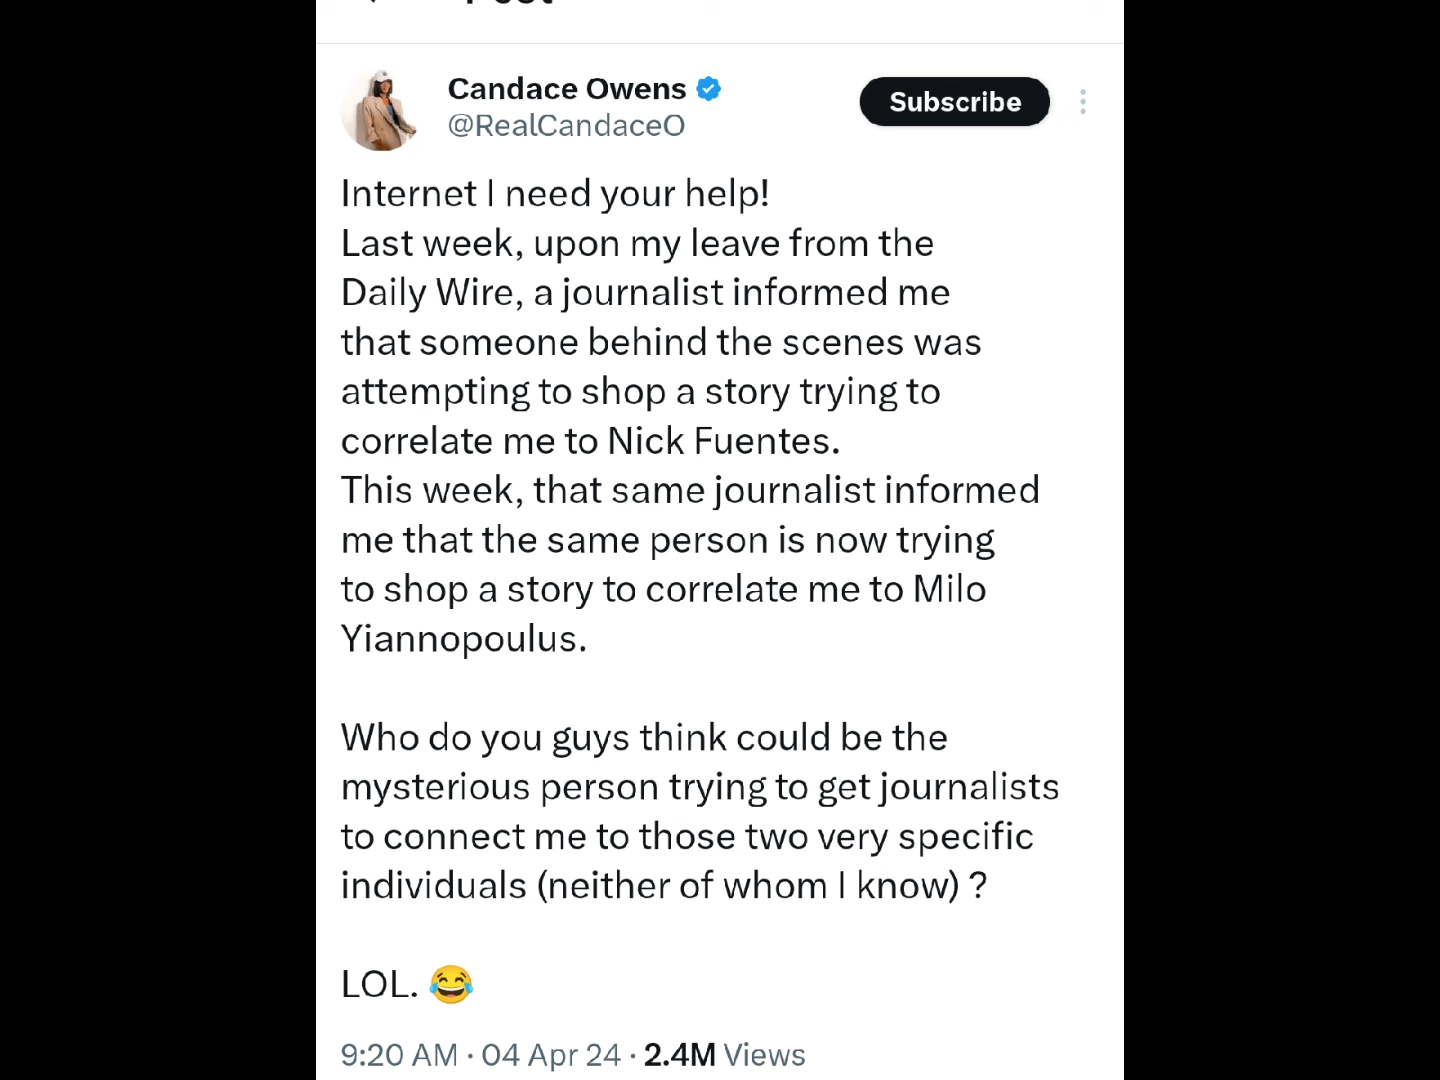 Candace Owens
@RealCandaceO
Subscribe
Internet I need your help!
Last week, upon my leave from the
Daily Wire, a journalist informed me
that someone behind the scenes was
attempting to shop a story trying to
correlate me to Nick Fuentes.
This week, that same journalist informed
me that the same person is now trying
to shop a story to correlate me to Milo
Yiannopoulus.
Who do you guys think could be the
mysterious person trying to get journalists
to connect me to those two very specific
individuals (neither of whom I know) ?
LOL. 😂
9:20 AM · 04 Apr 24 · 2.4M Views